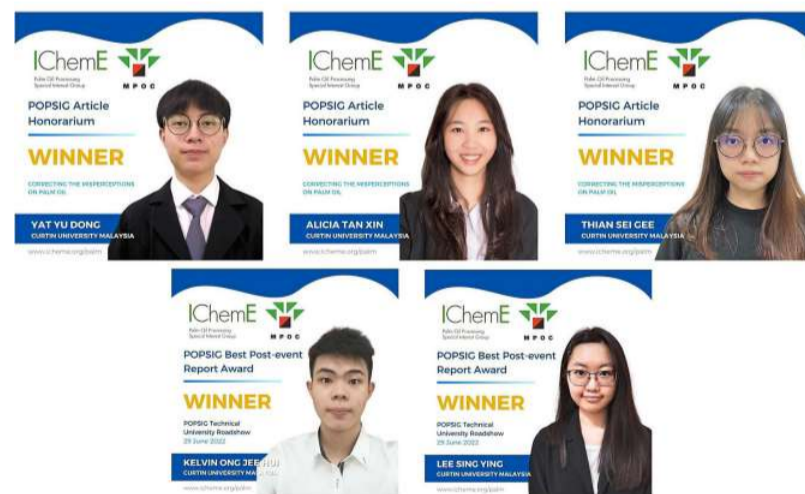 IChemE
Palm Oil Processing
Special Interest Group
MPOC
POPSIG Article
Honorarium
WINNER
CORRECTING THE MISPERCEPTIONS
ON PALM OIL
YAT YU DONG
CURTIN UNIVERSITY MALAYSIA
www.icheme.org/palm
IChemE
Palm Oil Processing
Special Interest Group
MPOC
POPSIG Article
Honorarium
WINNER
CORRECTING THE MISPERCEPTIONS
ON PALM OIL
ALICIA TAN XIN
CURTIN UNIVERSITY MALAYSIA
www.icheme.org/palm
IChemE
Palm Oil Processing
Special Interest Group
MPOC
POPSIG Article
Honorarium
WINNER
CORRECTING THE MISPERCEPTIONS
ON PALM OIL
THIAN SEI GEE
CURTIN UNIVERSITY MALAYSIA
www.icheme.org/palm
IChemE
Palm Oil Processing
Special Interest Group
MPOC
POPSIG Best Post-event
Report Award
WINNER
POPSIG Technical
University Roadshow
29 June 2022
KELVIN ONG JEE HUI
CURTIN UNIVERSITY MALAYSIA
www.icheme.org/palm
IChemE
Palm Oil Processing
Special Interest Group
MPOC
POPSIG Best Post-event
Report Award
WINNER
POPSIG Technical
University Roadshow
29 June 2022
LEE SING YING
CURTIN UNIVERSITY MALAYSIA
www.icheme.org/palm